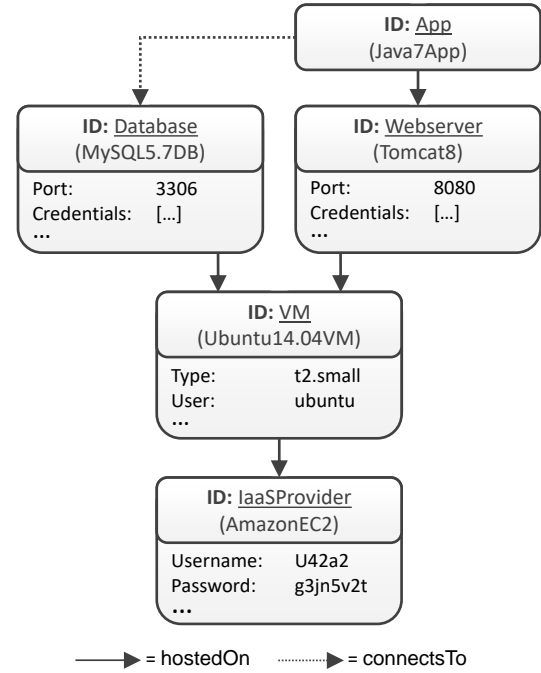 ID: App
(Java7App)
ID: Database
(MySQL5.7DB)
Port: 3306
Credentials: [...]
...
ID: Webserver
(Tomcat8)
Port: 8080
Credentials: [...]
...
ID: VM
(Ubuntu14.04VM)
Type: t2.small
User: ubuntu
...
ID: IaaSProvider
(AmazonEC2)
Username: U42a2
Password: g3jn5v2t
...
= hostedOn = connectsTo